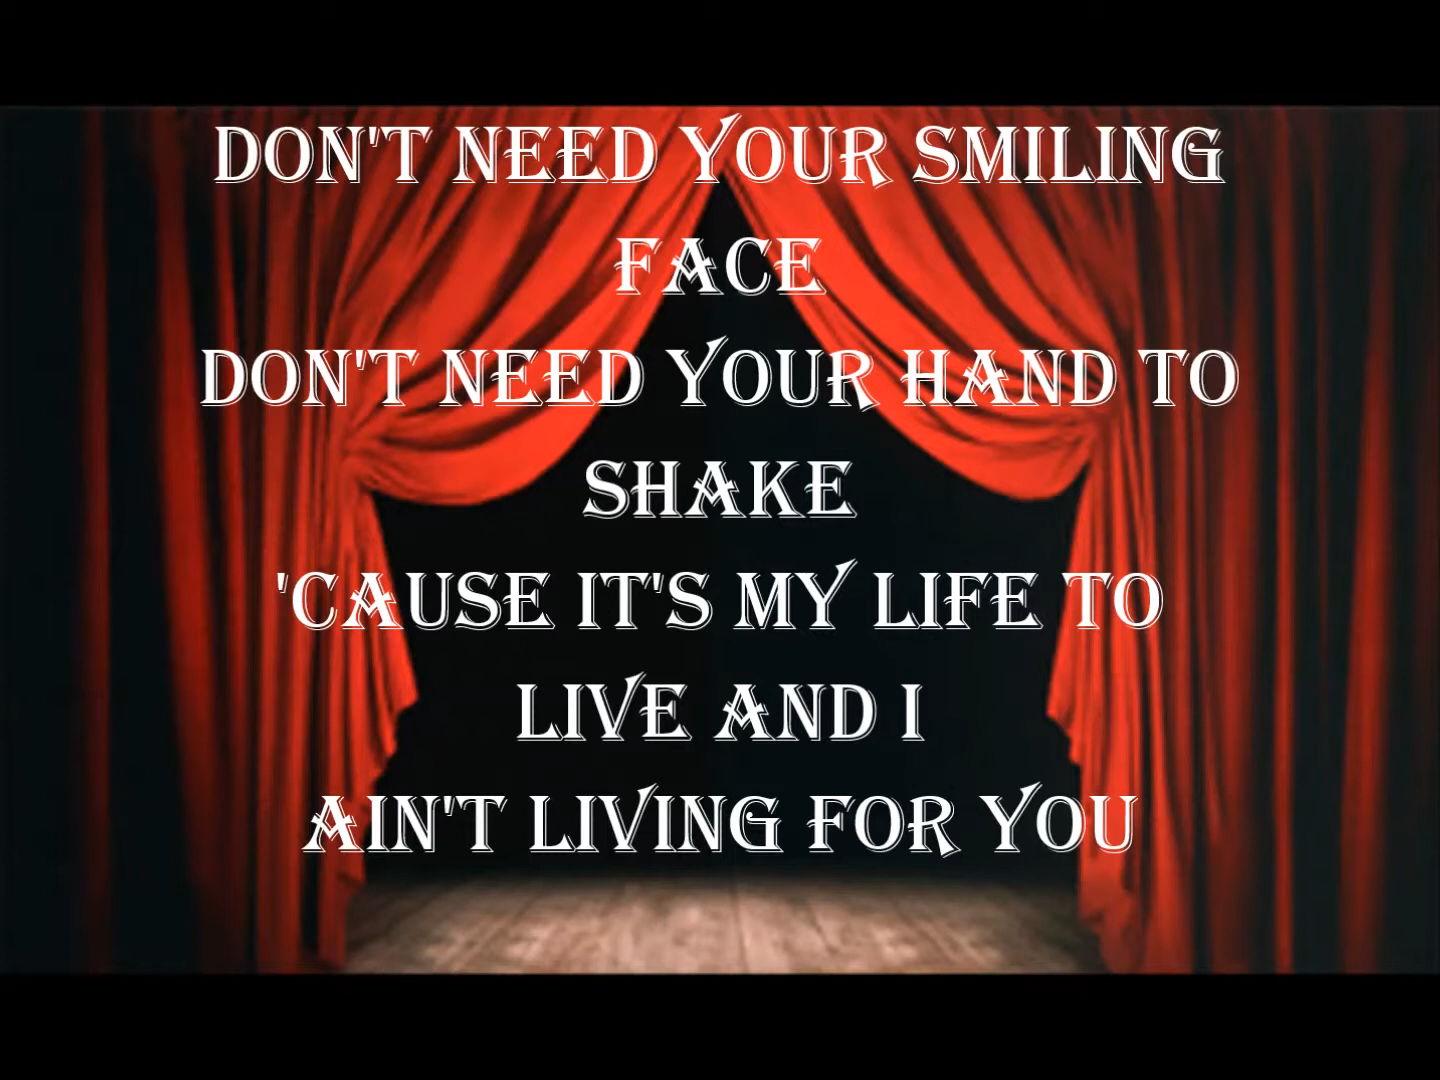 DON'T NEED YOUR SMILING
FACE
DON'T NEED YOUR HAND TO
SHAKE
'CAUSE IT'S MY LIFE TO
LIVE AND I
AIN'T LIVING FOR YOU